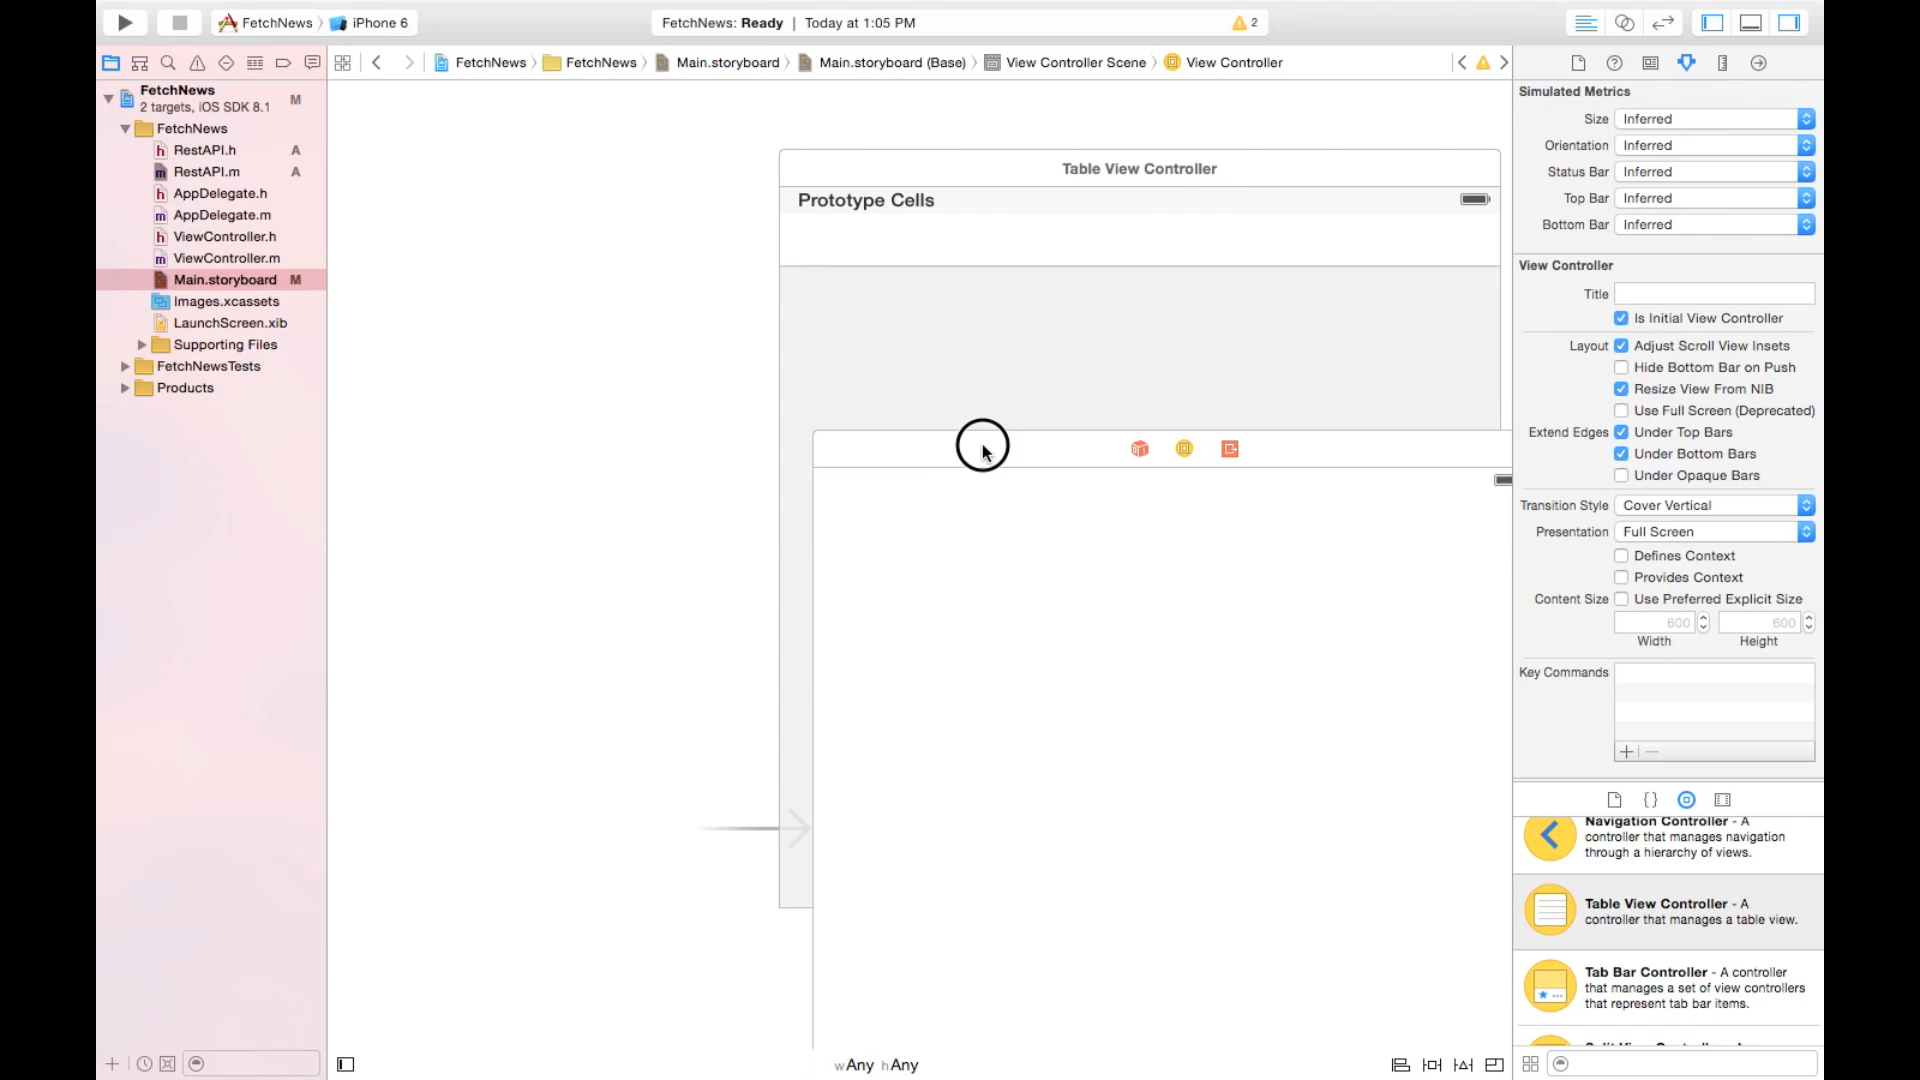 FetchNews
iPhone 6
FetchNews: Ready | Today at 1:05 PM
2
FetchNews
FetchNews
Main.storyboard
Main.storyboard (Base)
View Controller Scene
View Controller
FetchNews
2 targets, iOS SDK 8.1
M
FetchNews
RestAPI.h
A
RestAPI.m
A
AppDelegate.h
AppDelegate.m
ViewController.h
ViewController.m
Main.storyboard
M
Images.xcassets
LaunchScreen.xib
Supporting Files
FetchNewsTests
Products
Table View Controller
Prototype Cells
wAny hAny
Simulated Metrics
Size Inferred
Orientation Inferred
Status Bar Inferred
Top Bar Inferred
Bottom Bar Inferred
View Controller
Title
Is Initial View Controller
Layout Adjust Scroll View Insets
Hide Bottom Bar on Push
Resize View From NIB
Use Full Screen (Deprecated)
Extend Edges Under Top Bars
Under Bottom Bars
Under Opaque Bars
Transition Style Cover Vertical
Presentation Full Screen
Defines Context
Provides Context
Content Size Use Preferred Explicit Size
600 600
Width Height
Key Commands
Navigation Controller - A
controller that manages navigation
through a hierarchy of views.
Table View Controller - A
controller that manages a table view.
Tab Bar Controller - A controller
that manages a set of view controllers
that represent tab bar items.